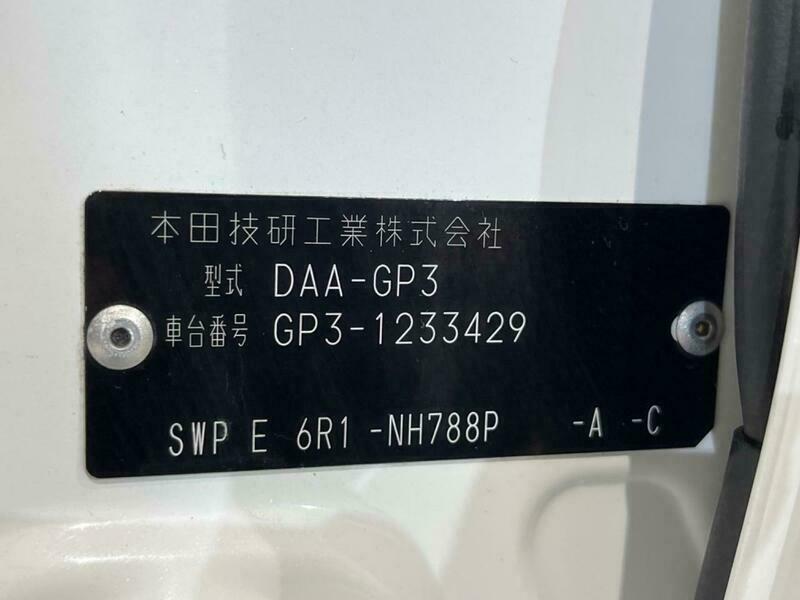 本田技研工業株式会社
型式 DAA-GP3
車台番号 GP3-1233429
SWP E 6R1 -NH788P -A -C